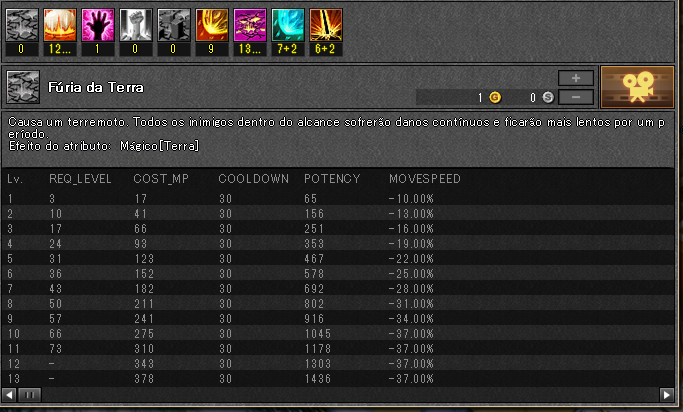 0 12... 1 0 0 9 13... 7+2 6+2
Fúria da Terra
1 G 0 S
Causa um terremoto. Todos os inimigos dentro do alcance sofrerão danos contínuos e ficarão mais lentos por um p
eríodo.
Efeito do atributo: Mágico[Terra]
Lv. REQ_LEVEL COST_MP COOLDOWN POTENCY MOVESPEED
1 3 17 30 65 -10.00%
2 10 41 30 156 -13.00%
3 17 66 30 251 -16.00%
4 24 93 30 353 -19.00%
5 31 123 30 467 -22.00%
6 36 152 30 578 -25.00%
7 43 182 30 692 -28.00%
8 50 211 30 802 -31.00%
9 57 241 30 916 -34.00%
10 66 275 30 1045 -37.00%
11 73 310 30 1178 -37.00%
12 - 343 30 1303 -37.00%
13 - 378 30 1436 -37.00%